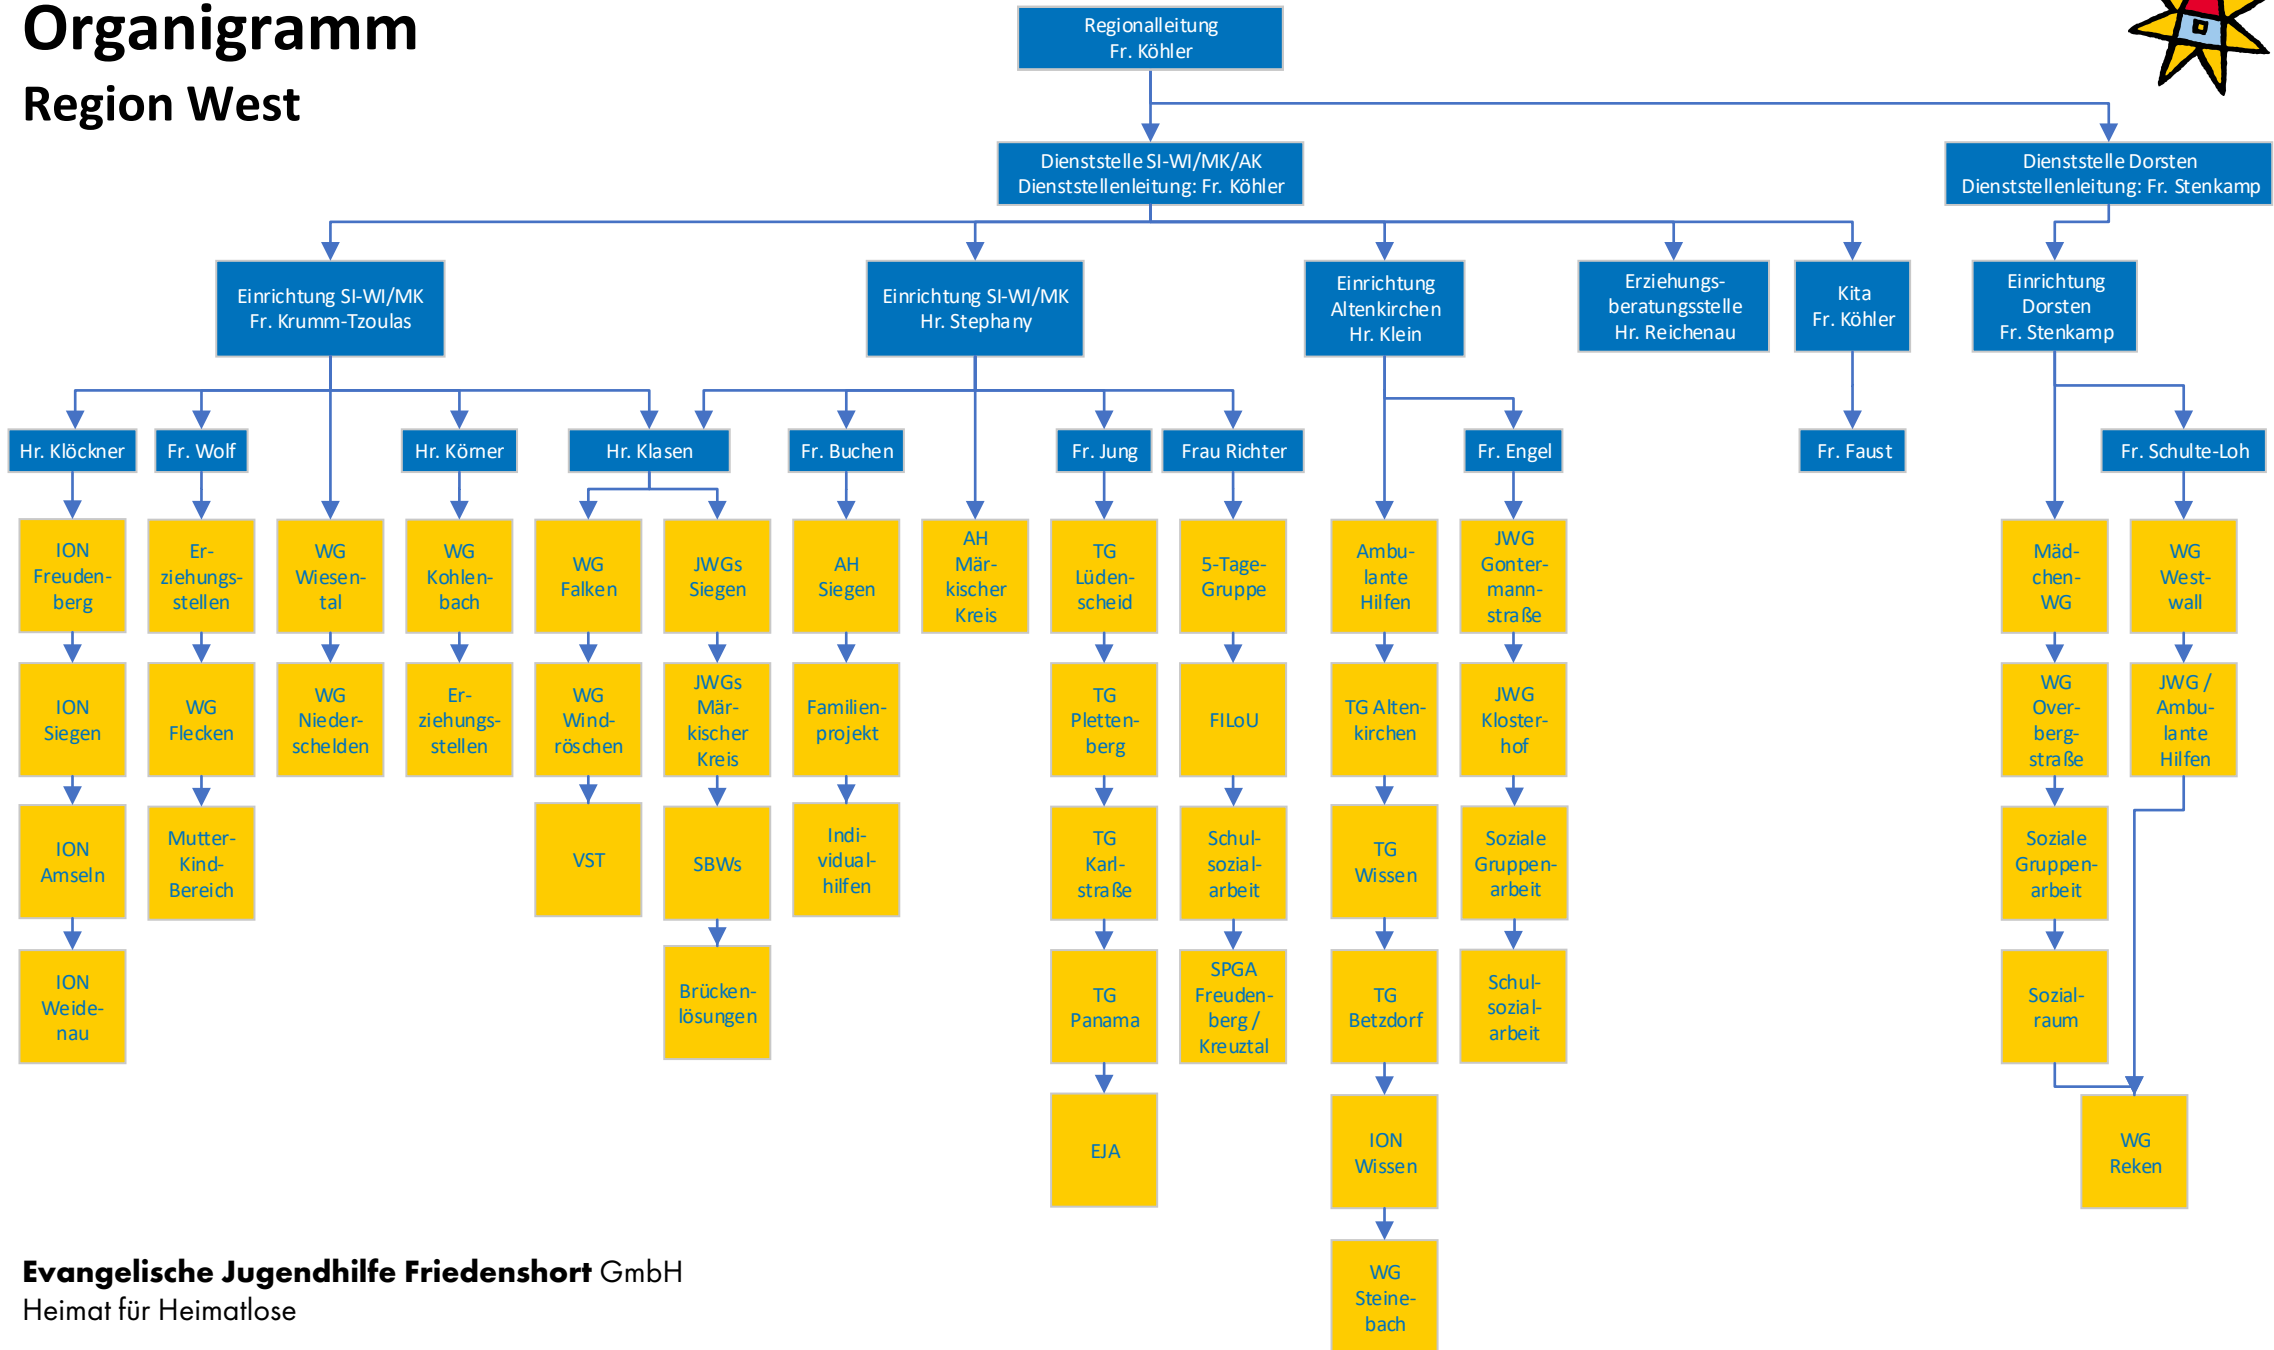 Organigramm
Region West
Regionalleitung
Fr. Köhler
Dienststelle SI-WI/MK/AK
Dienststellenleitung: Fr. Köhler
Dienststelle Dorsten
Dienststellenleitung: Fr. Stenkamp
Einrichtung SI-WI/MK
Fr. Krumm-Tzoulas
Einrichtung SI-WI/MK
Hr. Stephany
Einrichtung
Altenkirchen
Hr. Klein
Erziehungs-
beratungsstelle
Hr. Reichenau
Kita
Fr. Köhler
Einrichtung
Dorsten
Fr. Stenkamp
Hr. Klöckner
Fr. Wolf
Hr. Körner
Hr. Klasen
Fr. Buchen
Fr. Jung
Frau Richter
Fr. Engel
Fr. Faust
Fr. Schulte-Loh
ION
Freuden-
berg
Er-
ziehungs-
stellen
WG
Wiesen-
tal
WG
Kohlen-
bach
WG
Falken
JWGs
Siegen
AH
Siegen
AH
Mär-
kischer
Kreis
TG
Lüden-
scheid
5-Tage-
Gruppe
Ambu-
lante
Hilfen
JWG
Gonter-
mann-
straße
Mäd-
chen-
WG
WG
West-
wall
ION
Siegen
WG
Flecken
WG
Nieder-
schelden
Er-
ziehungs-
stellen
WG
Wind-
röschen
JWGs
Mär-
kischer
Kreis
Familien-
projekt
TG
Pletten-
berg
FILoU
TG Alten-
kirchen
JWG
Kloster-
hof
WG
Over-
berg-
straße
JWG /
Ambu-
lante
Hilfen
ION
Amseln
Mutter-
Kind-
Bereich
VST
SBWs
Indi-
vidual-
hilfen
TG
Karl-
straße
Schul-
sozial-
arbeit
TG
Wissen
Soziale
Gruppen-
arbeit
Soziale
Gruppen-
arbeit
ION
Weide-
nau
Brücken-
lösungen
TG
Panama
SPGA
Freuden-
berg /
Kreuztal
TG
Betzdorf
Schul-
sozial-
arbeit
Sozial-
raum
EJA
ION
Wissen
WG
Reken
WG
Steine-
bach
Evangelische Jugendhilfe Friedenshort GmbH
Heimat für Heimatlose